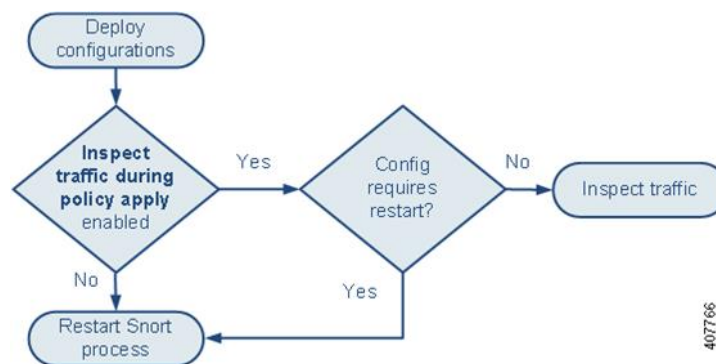 Deploy
configurations
Inspect
traffic during
policy apply
enabled
Yes
Config
requires
restart?
No
Inspect traffic
No
Yes
Restart Snort
process
407766